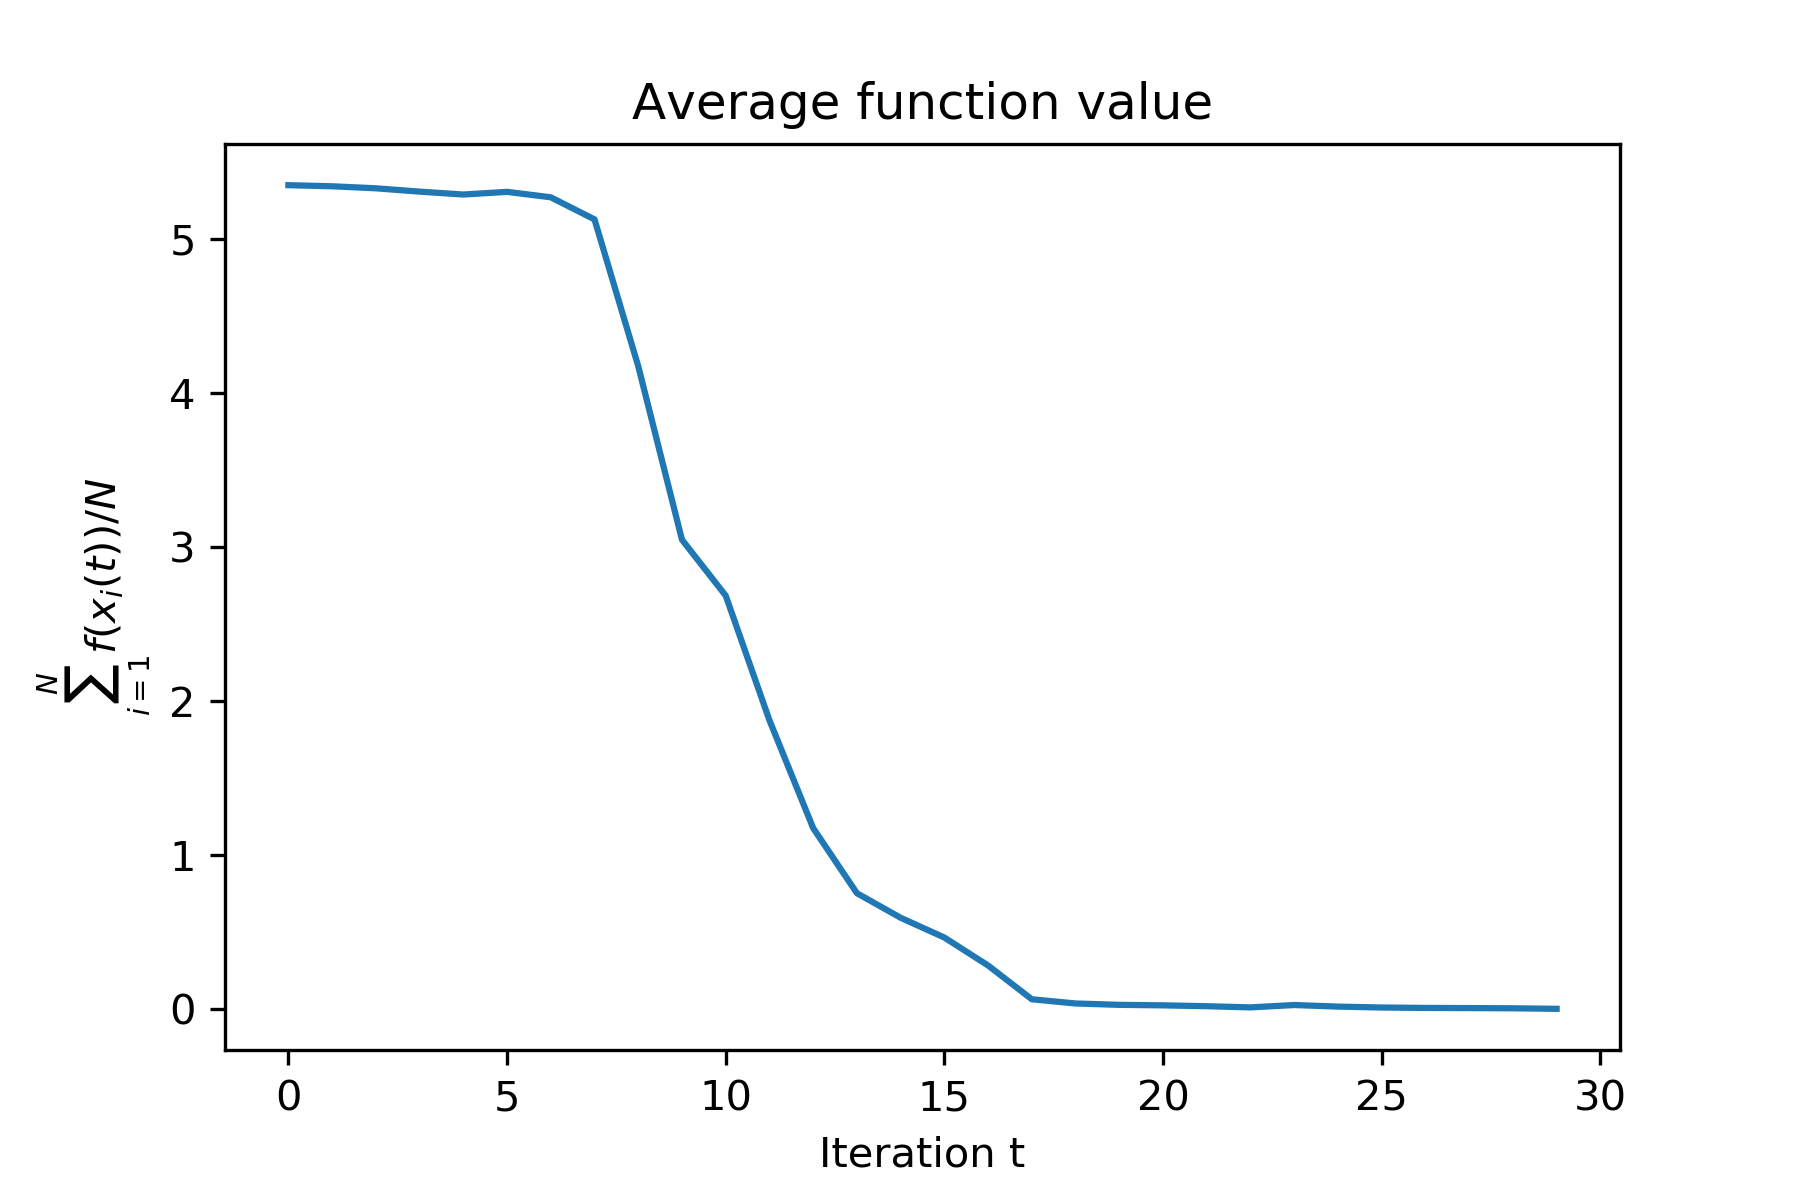 Average function value
5
4
3
2
1
0
$\sum_{i=1}^{N} f(x_i(t))/N$
0 5 10 15 20 25 30
Iteration t